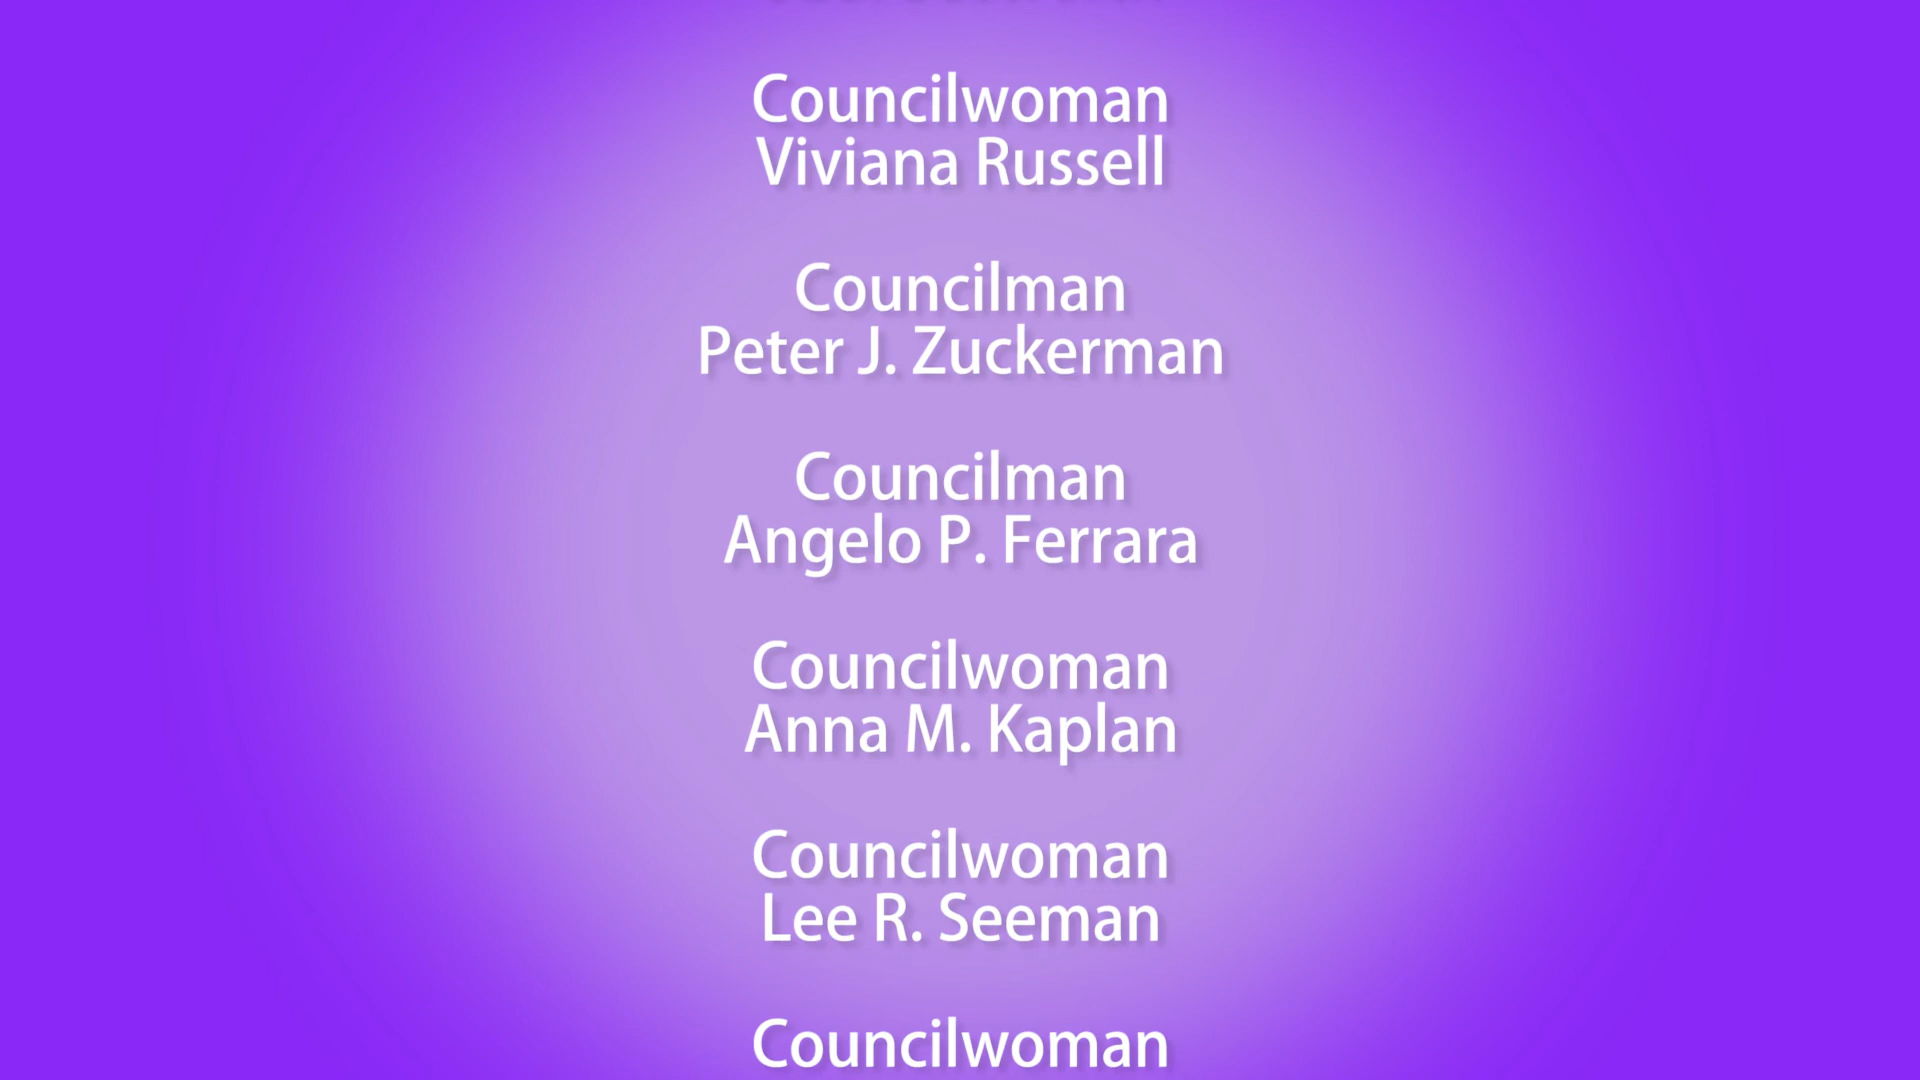 Councilwoman
Viviana Russell
Councilman
Peter J. Zuckerman
Councilman
Angelo P. Ferrara
Councilwoman
Anna M. Kaplan
Councilwoman
Lee R. Seeman
Councilwoman